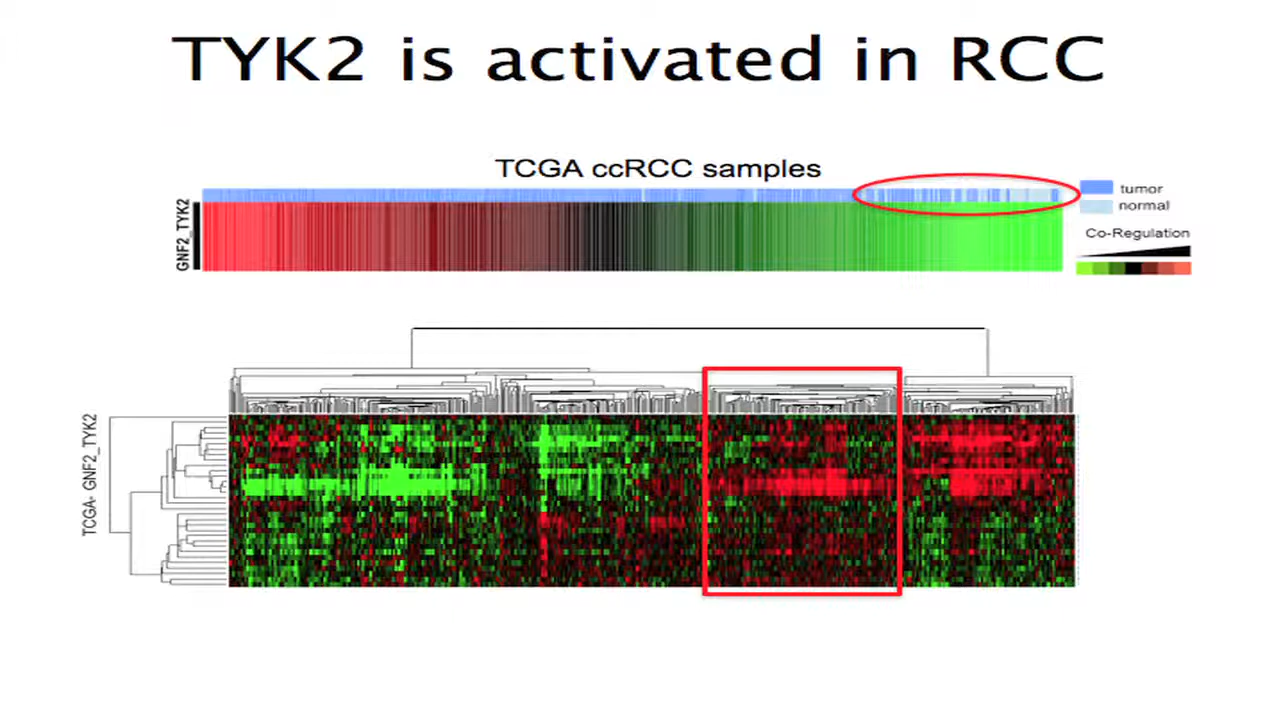 TYK2 is activated in RCC
TCGA ccRCC samples
tumor
normal
GNF2_TYK2
Co-Regulation
TCGA- GNF2_TYK2